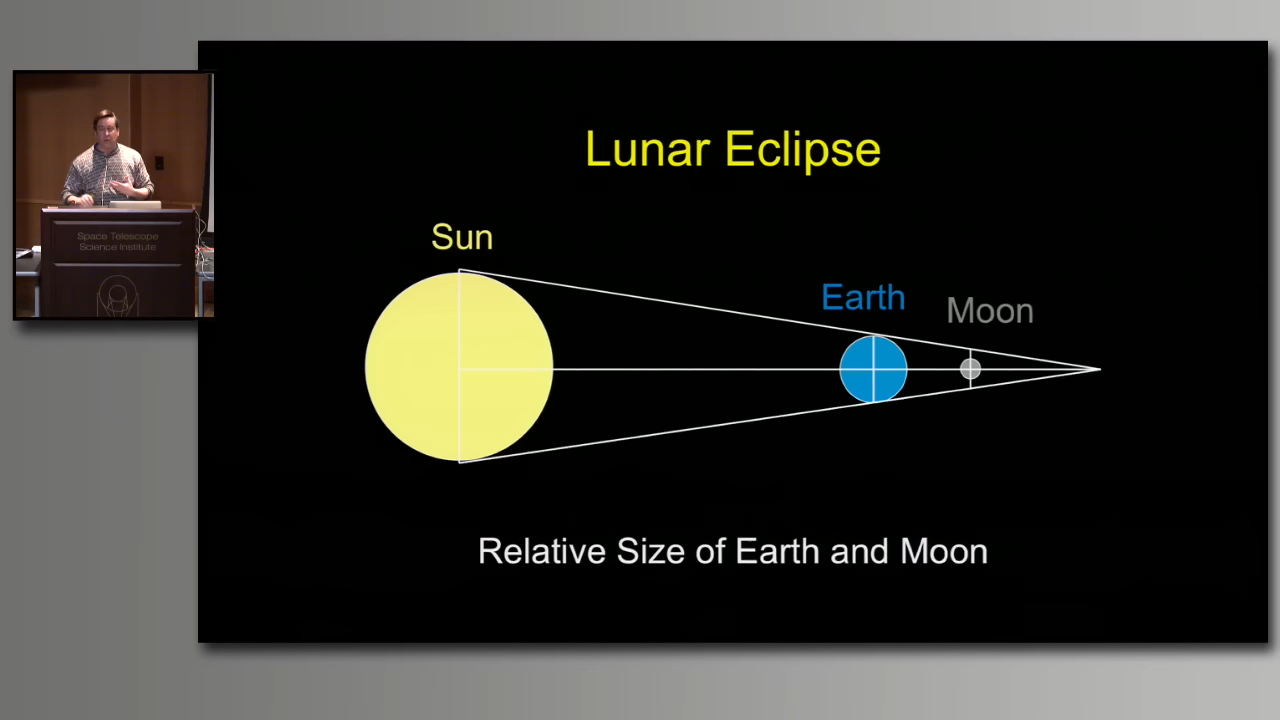 Lunar Eclipse
Sun
Earth
Moon
Relative Size of Earth and Moon
Space Telescope
Science Institute